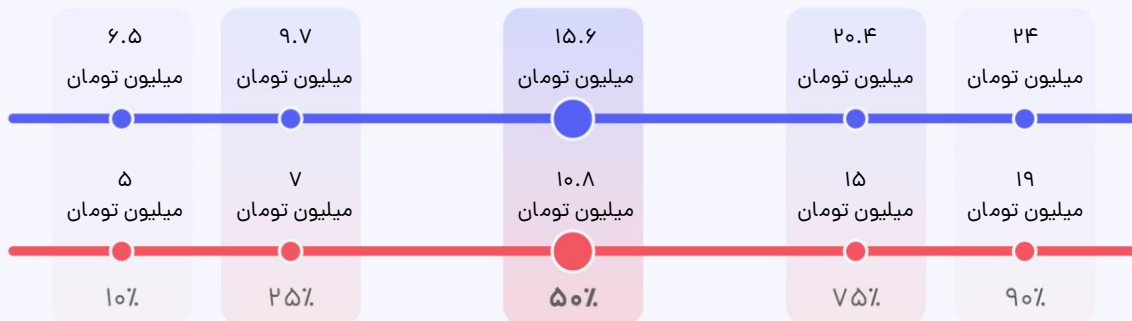 ۶.۵ ۹.۷ ۱۵.۶ ۲۰.۴ ۲۴
میلیون تومان میلیون تومان میلیون تومان میلیون تومان میلیون تومان
۵ ۷ ۱۰.۸ ۱۵ ۱۹
میلیون تومان میلیون تومان میلیون تومان میلیون تومان میلیون تومان
۱۰٪ ۲۵٪ ۵۰٪ ۷۵٪ ۹۰٪